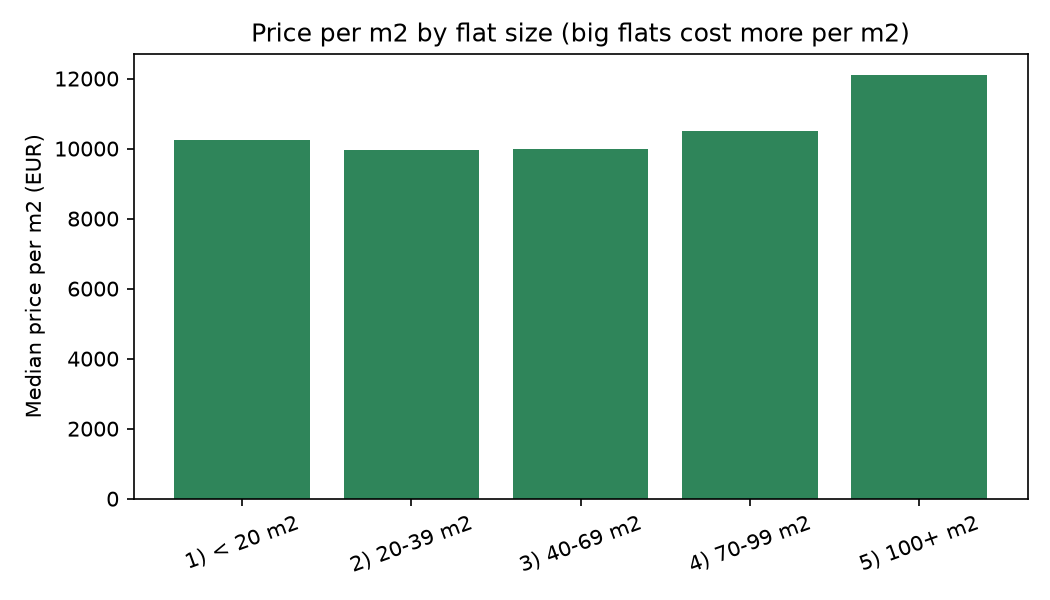 Price per m2 by flat size (big flats cost more per m2)
Median price per m2 (EUR)
12000
10000
8000
6000
4000
2000
0
1) < 20 m2
2) 20-39 m2
3) 40-69 m2
4) 70-99 m2
5) 100+ m2